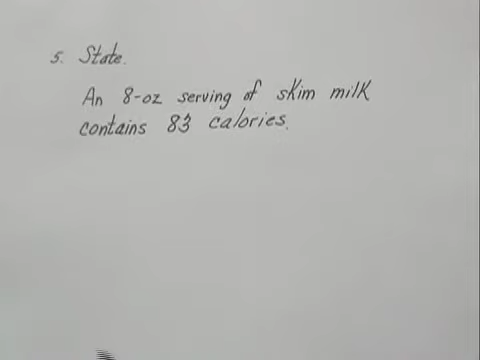 5. State.
An 8-oz serving of skim milk
contains 83 calories.